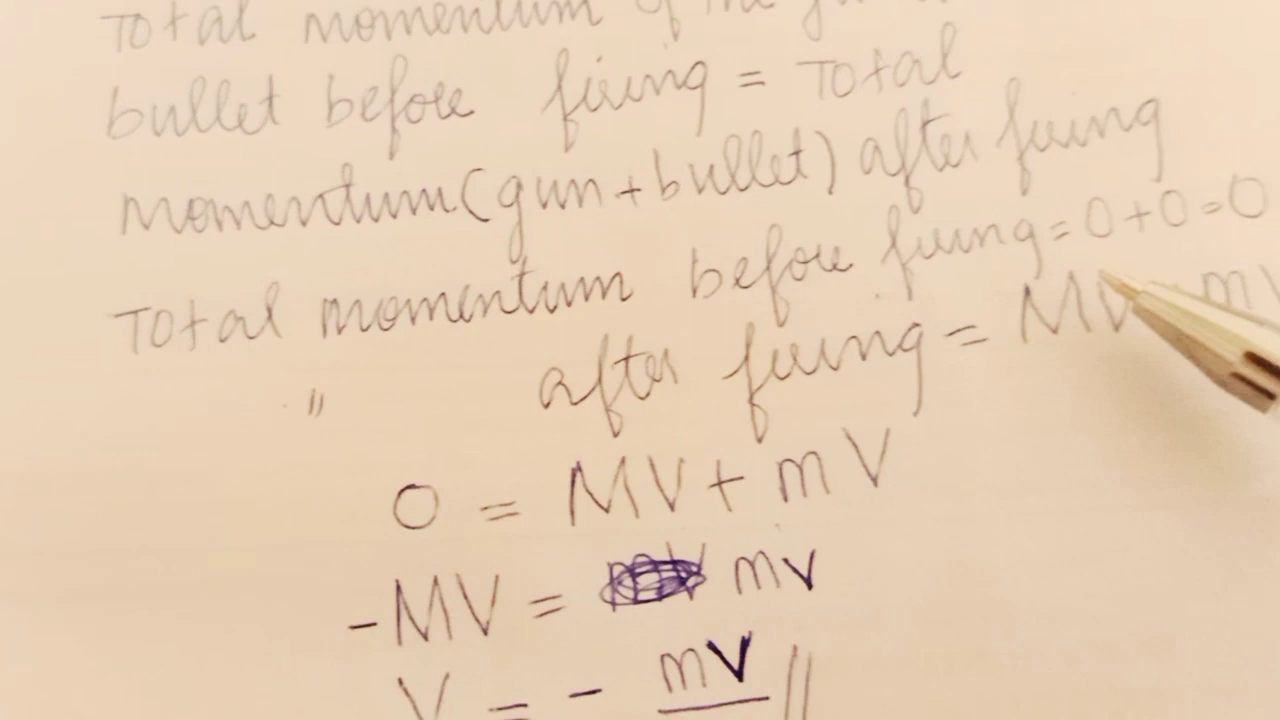 Total momentum of the
bullet before firing = Total
momentum(gun+bullet) after firing
Total momentum before firing=0+0=0
" after firing = MV mV
0 = MV + mV
-MV = mv
V = - mv //